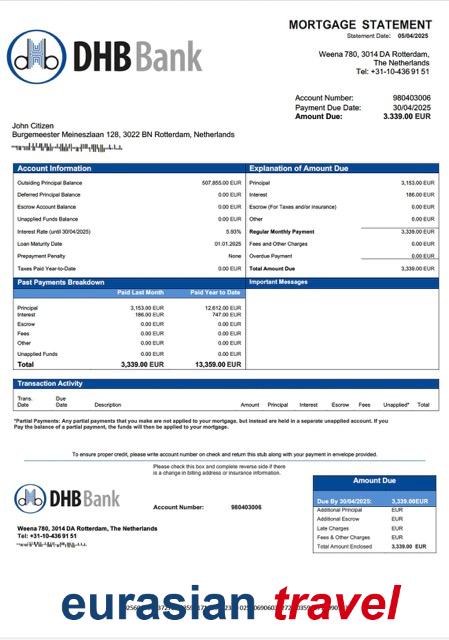 MORTGAGE STATEMENT
Statement Date: 05/04/2025
DHB Bank
Weena 780, 3014 DA Rotterdam,
The Netherlands
Tel: +31-10-436 91 51
Account Number: 980403006
Payment Due Date: 30/04/2025
Amount Due: 3.339.00 EUR
John Citizen
Burgemeester Meineszlaan 128, 3022 BN Rotterdam, Netherlands
Account Information
Outsiding Principal Balance 507,855.00 EUR
Deferred Principal Balance 0.00 EUR
Escrow Account Balance 0.00 EUR
Unapplied Funds Balance 0.00 EUR
Interest Rate (until 30/04/2025) 5.93%
Loan Maturity Date 01.01.2025
Prepayment Penalty None
Taxes Paid Year-to-Date 0.00 EUR
Explanation of Amount Due
Principal 3,153.00 EUR
Interest 186.00 EUR
Escrow (For Taxes and/or insurance) 0.00 EUR
Other 0.00 EUR
Regular Monthly Payment 3,339.00 EUR
Fees and Other Charges 0.00 EUR
Overdue Payment 0.00 EUR
Total Amount Due 3,339.00 EUR
Past Payments Breakdown
Paid Last Month Paid Year to Date
Principal 3,153.00 EUR 12,612.00 EUR
Interest 186.00 EUR 747.00 EUR
Escrow 0.00 EUR 0.00 EUR
Fees 0.00 EUR 0.00 EUR
Other 0.00 EUR 0.00 EUR
Unapplied Funds 0.00 EUR 0.00 EUR
Total 3,339.00 EUR 13,359.00 EUR
Important Messages
Transaction Activity
Trans. Date Due Date Description Amount Principal Interest Escrow Fees Unapplied* Total
*Partial Payments: Any partial payments that you make are not applied to your mortgage, but instead are held in a separate unapplied account. If you
Pay the balance of a partial payment, the funds will then be applied to your mortgage.
To ensure proper credit, please write account number on check and return this stub along with your payment in envelope provided.
Please check this box and complete reverse side if there
is a change in billing address or insurance information.
DHB Bank
Account Number: 980403006
Weena 780, 3014 DA Rotterdam, The Netherlands
Tel: +31-10-436 91 51
Amount Due
Due By 30/04/2025: 3,339.00EUR
Additional Principal EUR
Additional Escrow EUR
Late Charges EUR
Fees & Other Charges EUR
Total Amount Enclosed 3,339.00 EUR
eurasian travel